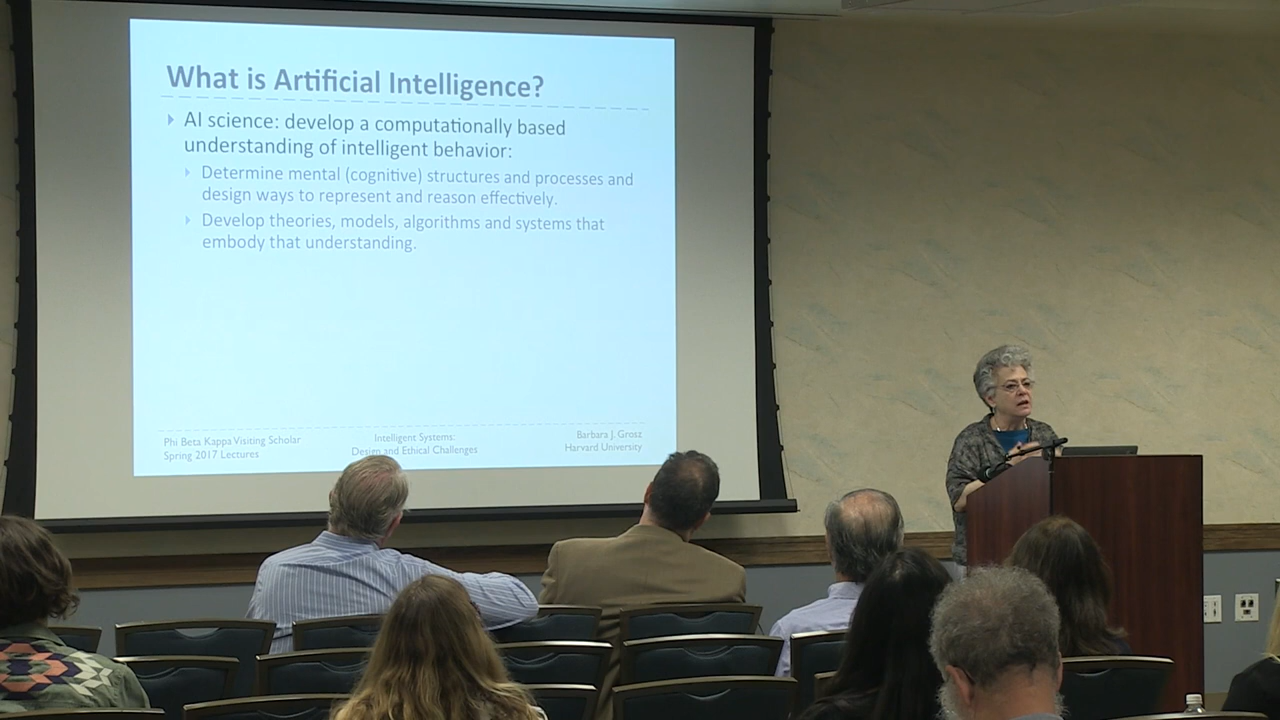 What is Artificial Intelligence?
AI science: develop a computationally based
understanding of intelligent behavior:
Determine mental (cognitive) structures and processes and
design ways to represent and reason effectively.
Develop theories, models, algorithms and systems that
embody that understanding.
Phi Beta Kappa Visiting Scholar
Spring 2017 Lectures
Intelligent Systems:
Design and Ethical Challenges
Barbara J. Grosz
Harvard University